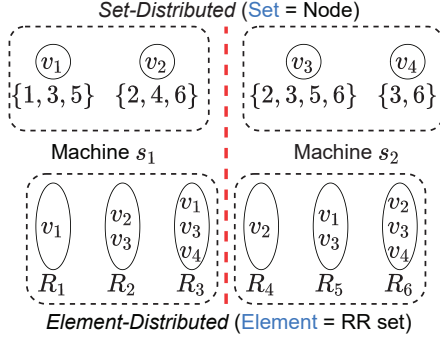 Set-Distributed (Set = Node)
v₁ v₂ v₃ v₄
{1, 3, 5} {2, 4, 6} {2, 3, 5, 6} {3, 6}
Machine s₁ Machine s₂
v₁ v₂ v₃ v₁ v₃ v₄ v₂ v₁ v₃ v₂ v₃ v₄
R₁ R₂ R₃ R₄ R₅ R₆
Element-Distributed (Element = RR set)